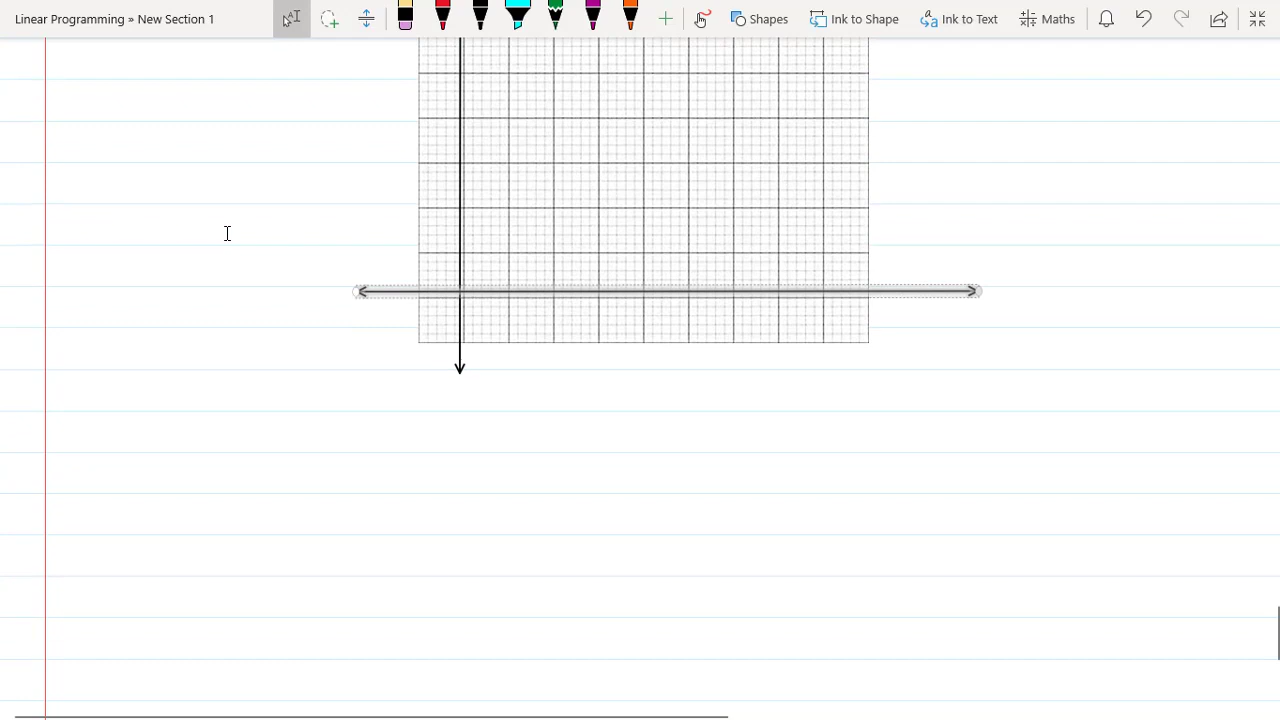 Linear Programming » New Section 1
Shapes
Ink to Shape
Ink to Text
Maths